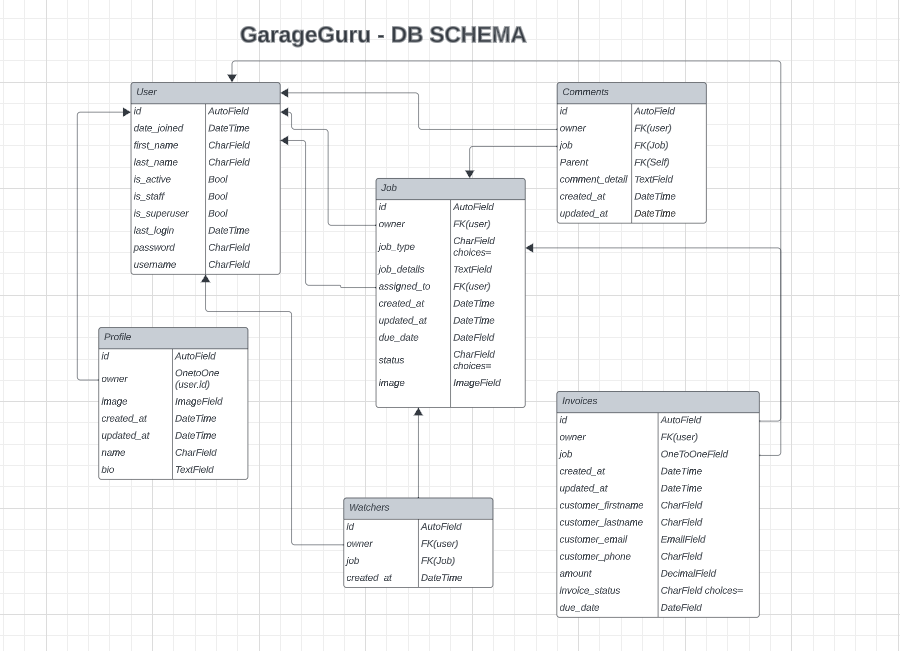 GarageGuru - DB SCHEMA
User
id AutoField
date_joined DateTime
first_name CharField
last_name CharField
is_active Bool
is_staff Bool
is_superuser Bool
last_login DateTime
password CharField
username CharField
Comments
id AutoField
owner FK(user)
job FK(Job)
Parent FK(Self)
comment_detail TextField
created_at DateTime
updated_at DateTime
Job
id AutoField
owner FK(user)
job_type CharField
choices=
job_details TextField
assigned_to FK(user)
created_at DateTime
updated_at DateTime
due_date DateField
status CharField
choices=
image ImageField
Profile
id AutoField
owner OnetoOne
(user.id)
image ImageField
created_at DateTime
updated_at DateTime
name CharField
bio TextField
Invoices
id AutoField
owner FK(user)
job OneToOneField
created_at DateTime
updated_at DateTime
customer_firstname CharField
customer_lastname CharField
customer_email EmailField
customer_phone CharField
amount DecimalField
invoice_status CharField choices=
due_date DateField
Watchers
id AutoField
owner FK(user)
job FK(Job)
created_at DateTime